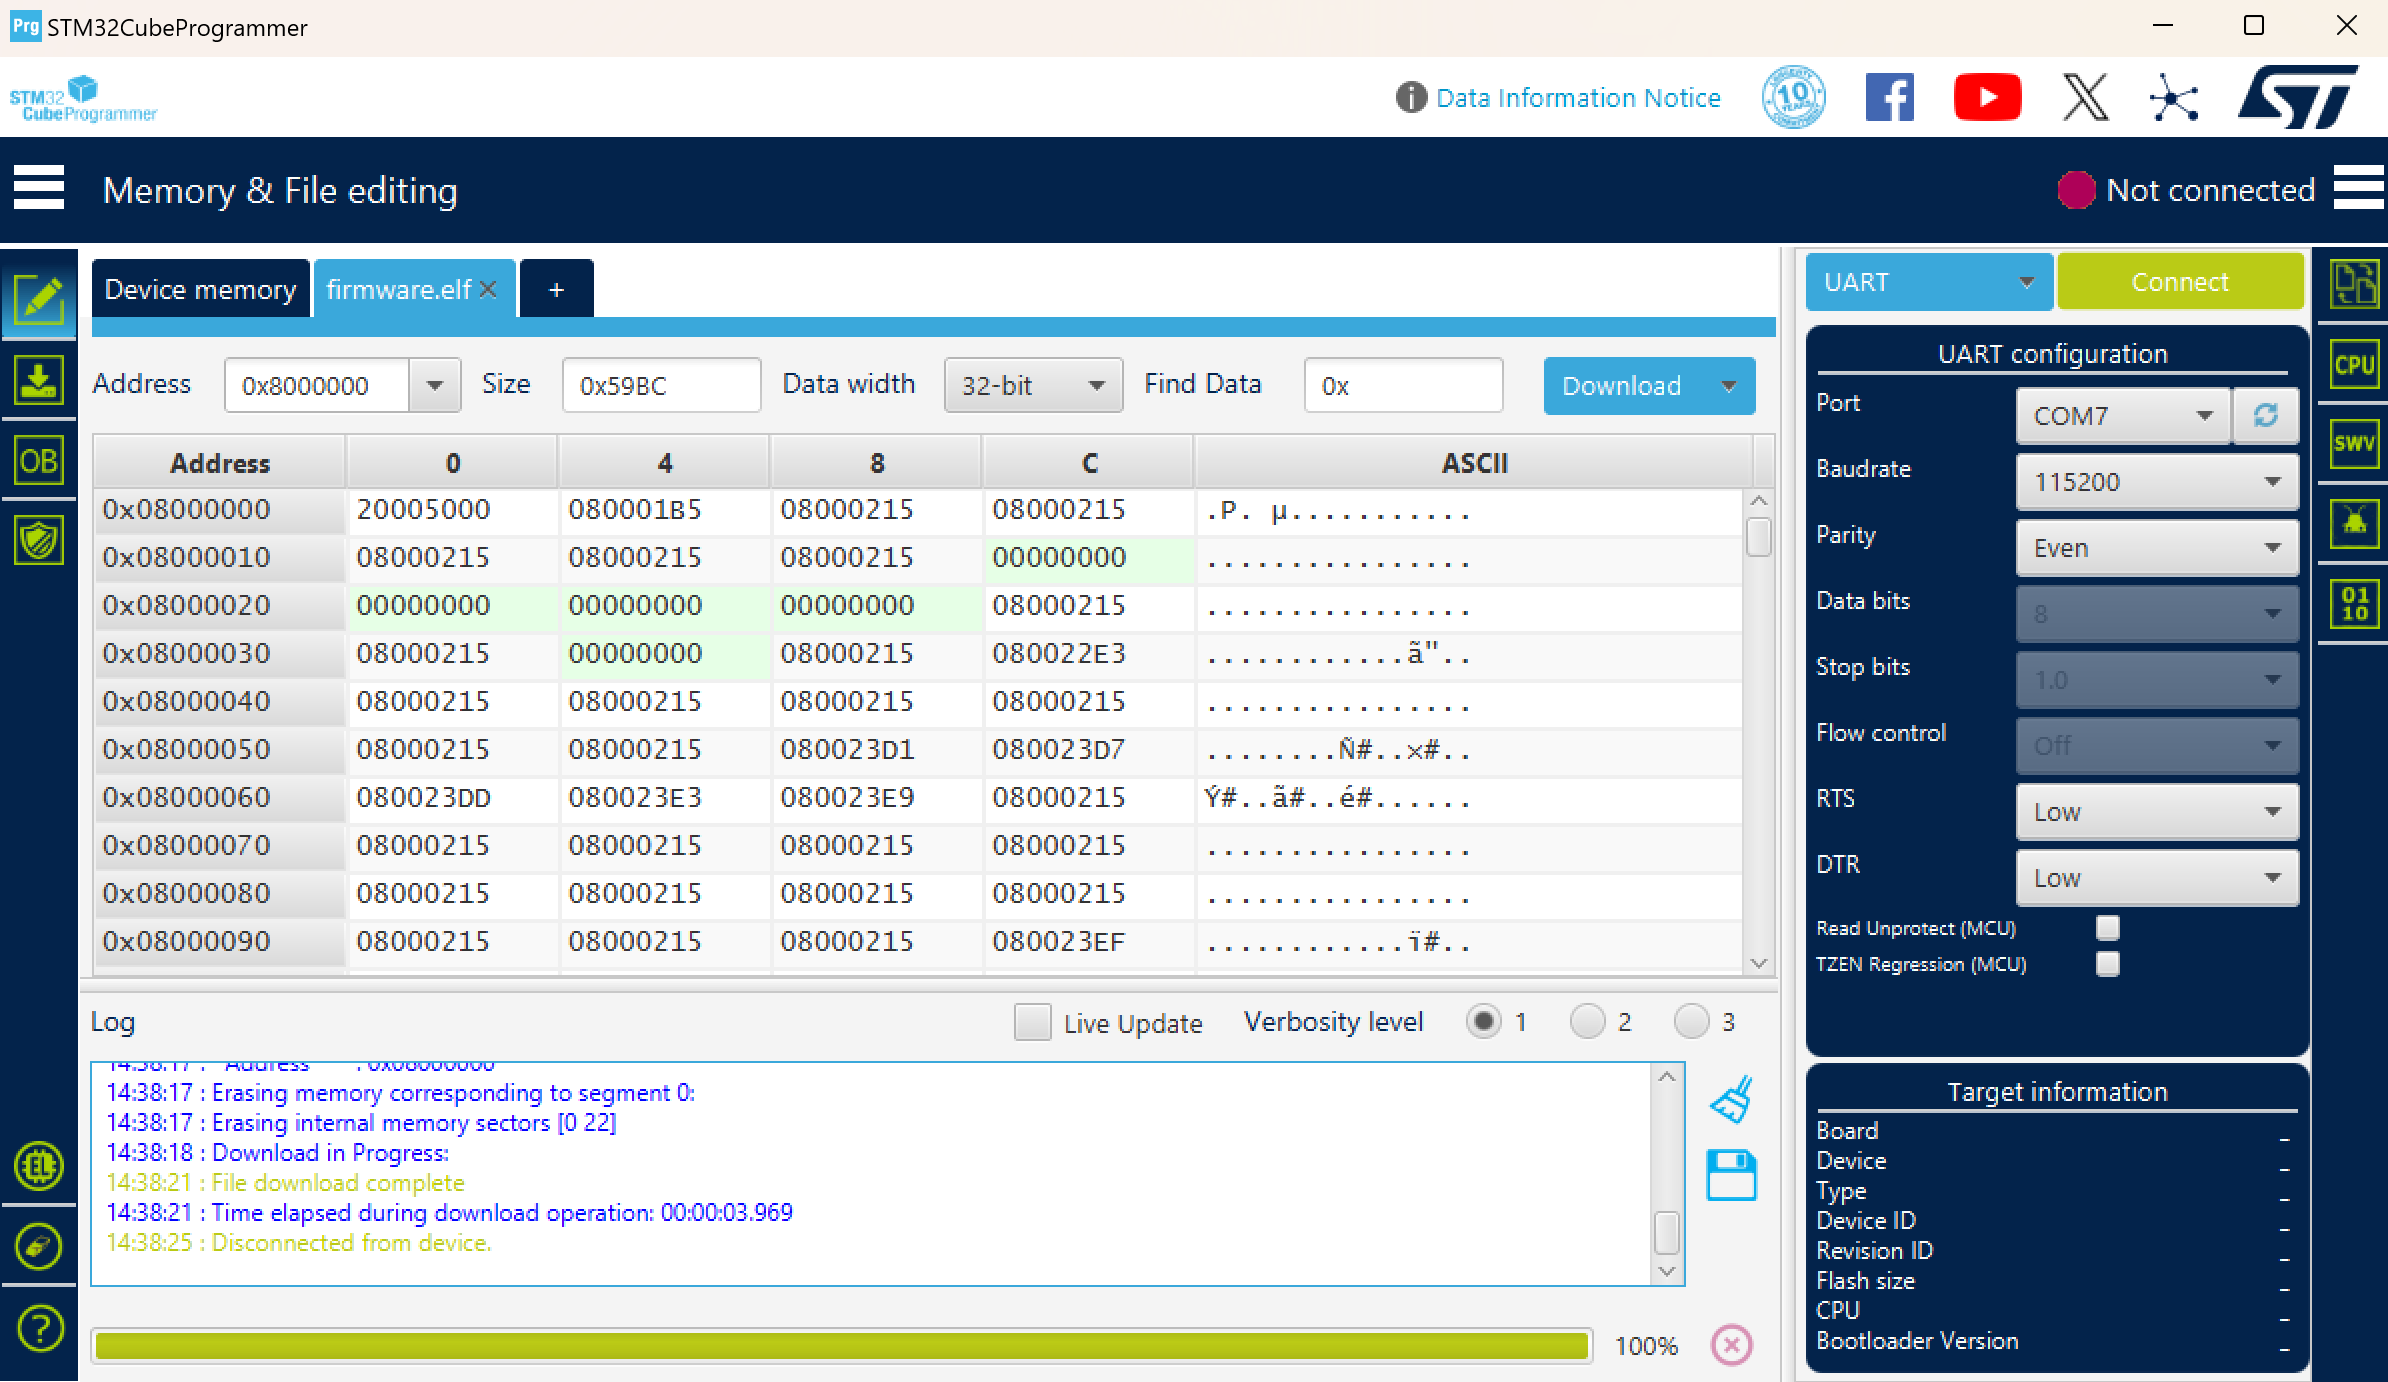 Prg STM32CubeProgrammer
STM32
CubeProgrammer
Data Information Notice
LONGEVITY 10 YEARS COMMITMENT
ST
Memory & File editing
Not connected
Device memory
firmware.elf
+
Address 0x8000000 Size 0x59BC Data width 32-bit Find Data 0x Download
Address 0 4 8 C ASCII
0x08000000 20005000 080001B5 08000215 08000215 .P. µ...........
0x08000010 08000215 08000215 08000215 00000000 ................
0x08000020 00000000 00000000 00000000 08000215 ................
0x08000030 08000215 00000000 08000215 080022E3 ............ã"..
0x08000040 08000215 08000215 08000215 08000215 ................
0x08000050 08000215 08000215 080023D1 080023D7 ........Ñ#..×#..
0x08000060 080023DD 080023E3 080023E9 08000215 Ý#..ã#..é#......
0x08000070 08000215 08000215 08000215 08000215 ................
0x08000080 08000215 08000215 08000215 08000215 ................
0x08000090 08000215 08000215 08000215 080023EF ............ï#..
OB
EL
?
Log
Live Update
Verbosity level 1 2 3
14:38:17 : Address : 0x08000000
14:38:17 : Erasing memory corresponding to segment 0:
14:38:17 : Erasing internal memory sectors [0 22]
14:38:18 : Download in Progress:
14:38:21 : File download complete
14:38:21 : Time elapsed during download operation: 00:00:03.969
14:38:25 : Disconnected from device.
100%
UART
Connect
UART configuration
Port COM7
Baudrate 115200
Parity Even
Data bits 8
Stop bits 1.0
Flow control Off
RTS Low
DTR Low
Read Unprotect (MCU)
TZEN Regression (MCU)
Target information
Board -
Device -
Type -
Device ID -
Revision ID -
Flash size -
CPU -
Bootloader Version -
CPU
SWV
01
10